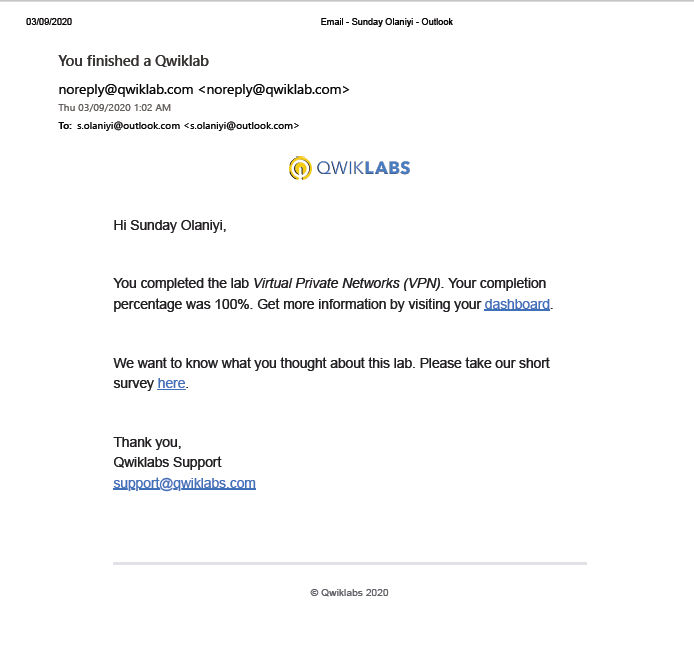 03/09/2020
Email - Sunday Olaniyi - Outlook
You finished a Qwiklab
noreply@qwiklab.com <noreply@qwiklab.com>
Thu 03/09/2020 1:02 AM
To: s.olaniyi@outlook.com <s.olaniyi@outlook.com>
QWIKLABS
Hi Sunday Olaniyi,
You completed the lab Virtual Private Networks (VPN). Your completion
percentage was 100%. Get more information by visiting your dashboard.
We want to know what you thought about this lab. Please take our short
survey here.
Thank you,
Qwiklabs Support
support@qwiklabs.com
© Qwiklabs 2020